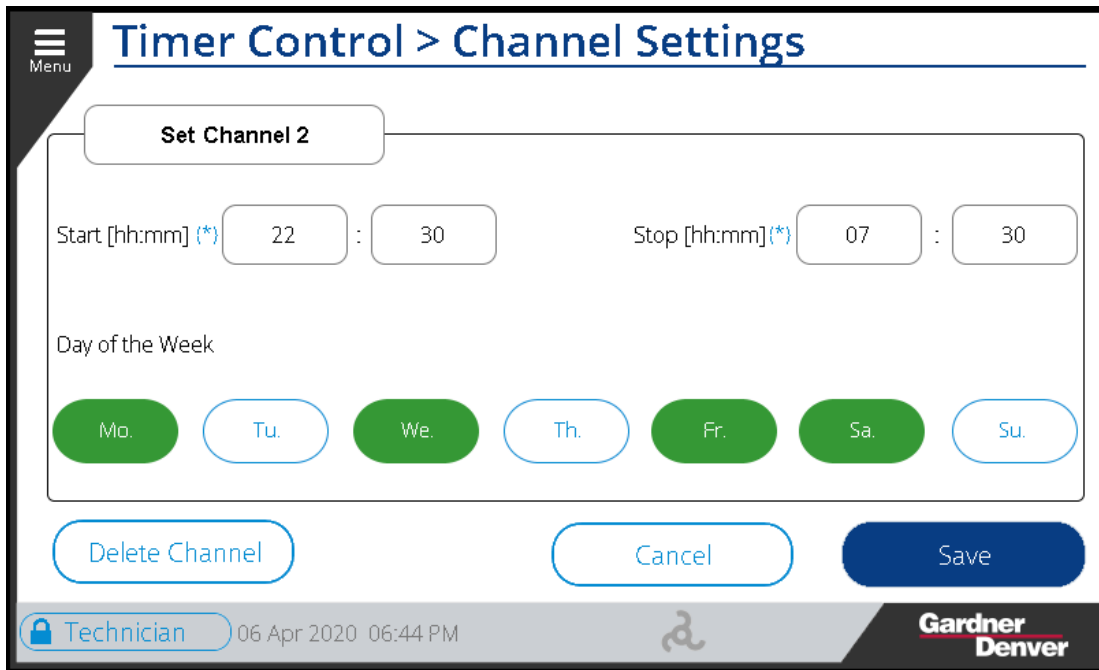 Menu
Timer Control > Channel Settings
Set Channel 2
Start [hh:mm] (*) 22 : 30 Stop [hh:mm] (*) 07 : 30
Day of the Week
Mo. Tu. We. Th. Fr. Sa. Su.
Delete Channel Cancel Save
Technician 06 Apr 2020 06:44 PM
Gardner
Denver